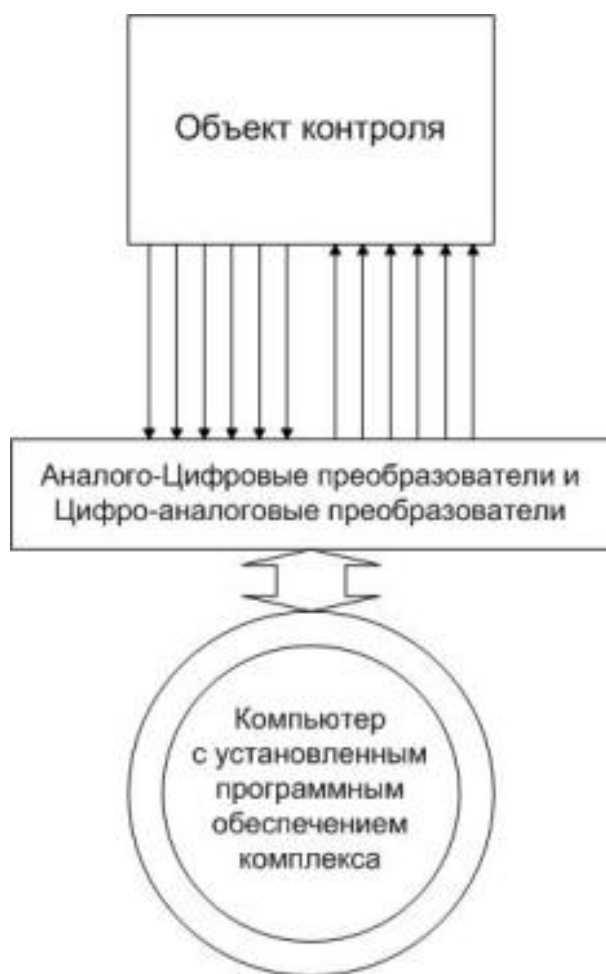 Объект контроля
Аналого-Цифровые преобразователи и
Цифро-аналоговые преобразователи
Компьютер
с установленным
программным
обеспечением
комплекса